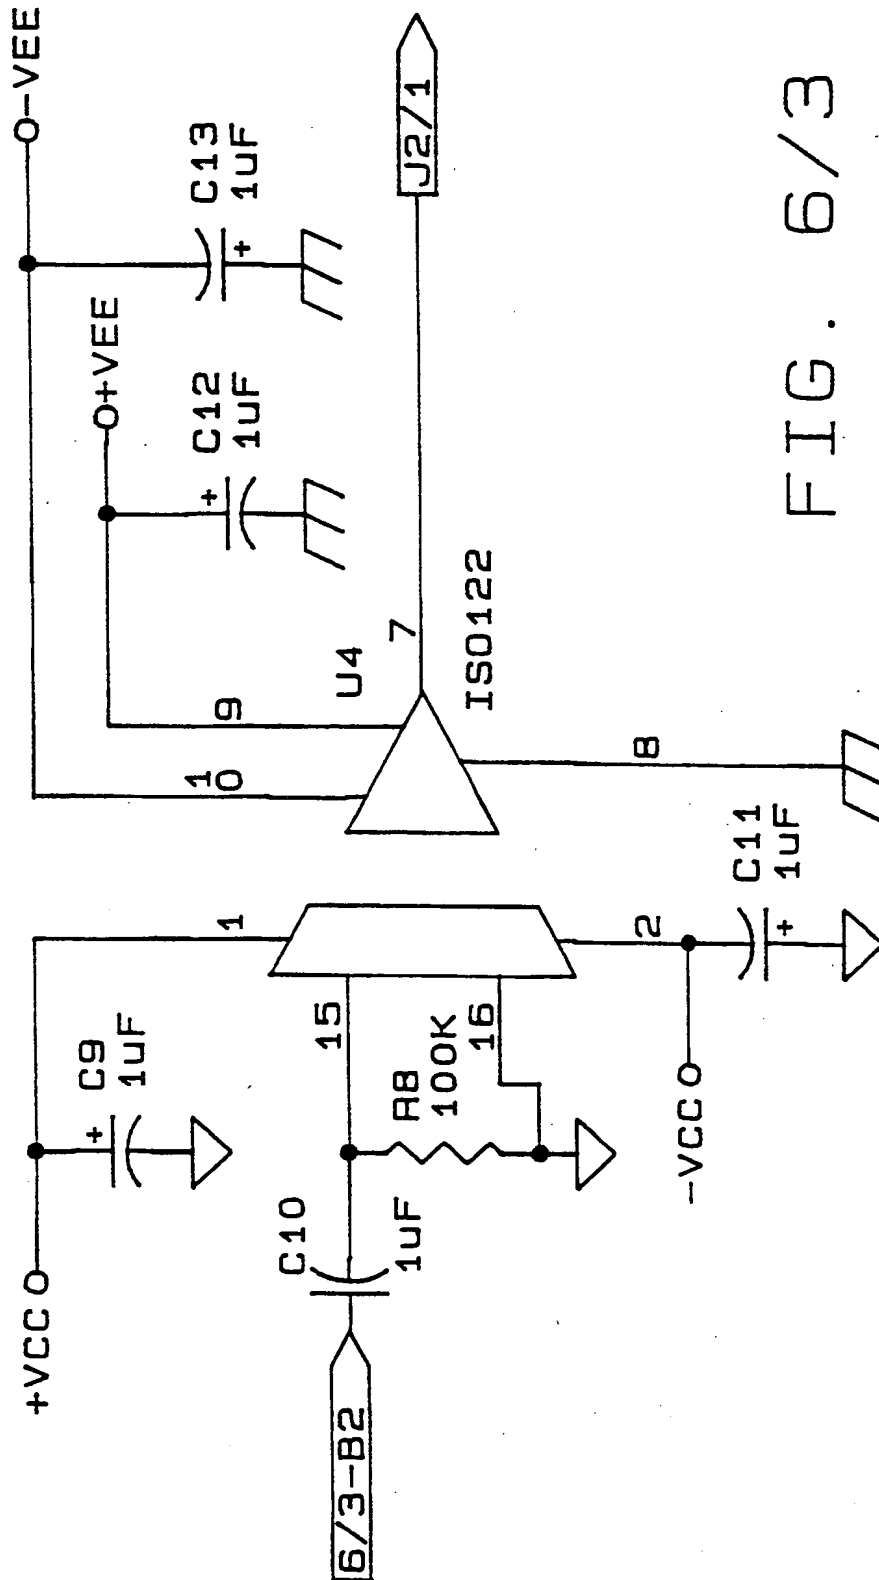 +VCC
C9
1uF
1
C10
1uF
6/3-B2
15
R8
100K
16
-VCC
2
C11
1uF
-VEE
C13
1uF
+VEE
C12
1uF
10
9
U4
7
ISO122
8
J2/1
FIG. 6/3